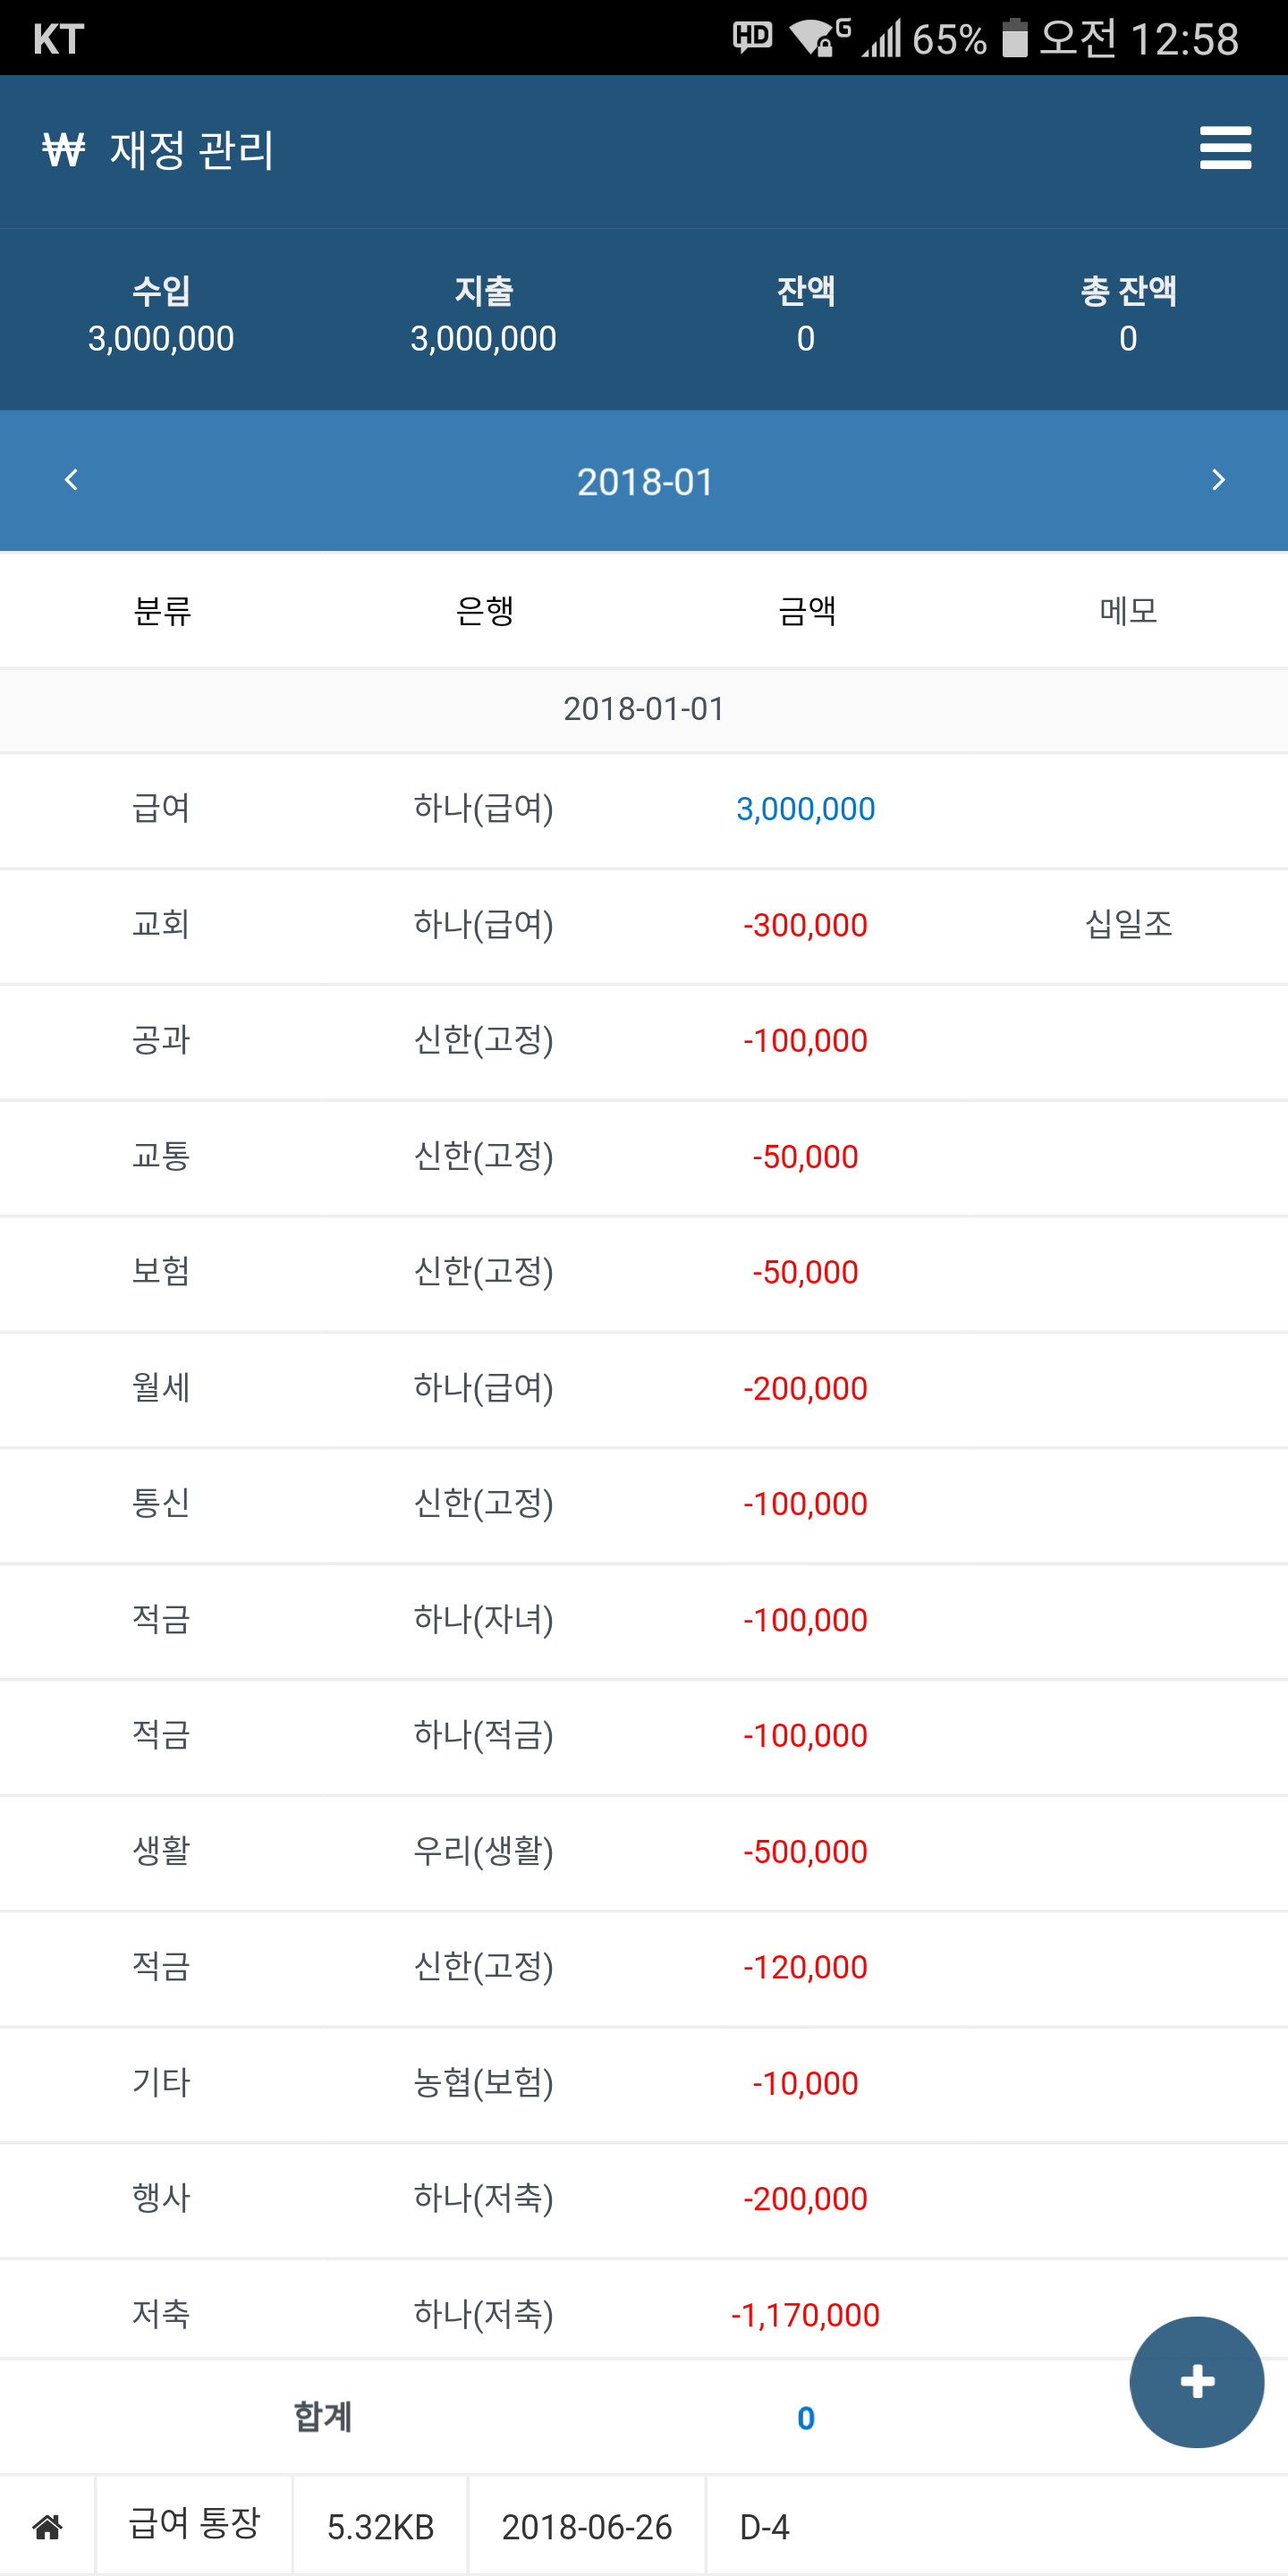 KT HD G 65% 오전 12:58
₩ 재정 관리
수입 지출 잔액 총 잔액
3,000,000 3,000,000 0 0
2018-01
분류 은행 금액 메모
2018-01-01
급여 하나(급여) 3,000,000
교회 하나(급여) -300,000 십일조
공과 신한(고정) -100,000
교통 신한(고정) -50,000
보험 신한(고정) -50,000
월세 하나(급여) -200,000
통신 신한(고정) -100,000
적금 하나(자녀) -100,000
적금 하나(적금) -100,000
생활 우리(생활) -500,000
적금 신한(고정) -120,000
기타 농협(보험) -10,000
행사 하나(저축) -200,000
저축 하나(저축) -1,170,000
합계 0
급여 통장 5.32KB 2018-06-26 D-4